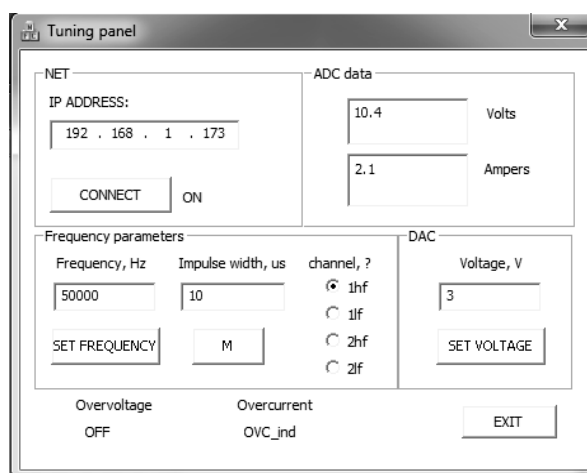 Tuning panel
NET
IP ADDRESS:
192 . 168 . 1 . 173
CONNECT ON
ADC data
10.4 Volts
2.1 Ampers
Frequency parameters
Frequency, Hz Impulse width, us channel, ?
50000 10 1hf
1lf
SET FREQUENCY M 2hf
2lf
DAC
Voltage, V
3
SET VOLTAGE
Overvoltage Overcurrent
OFF OVC_ind
EXIT